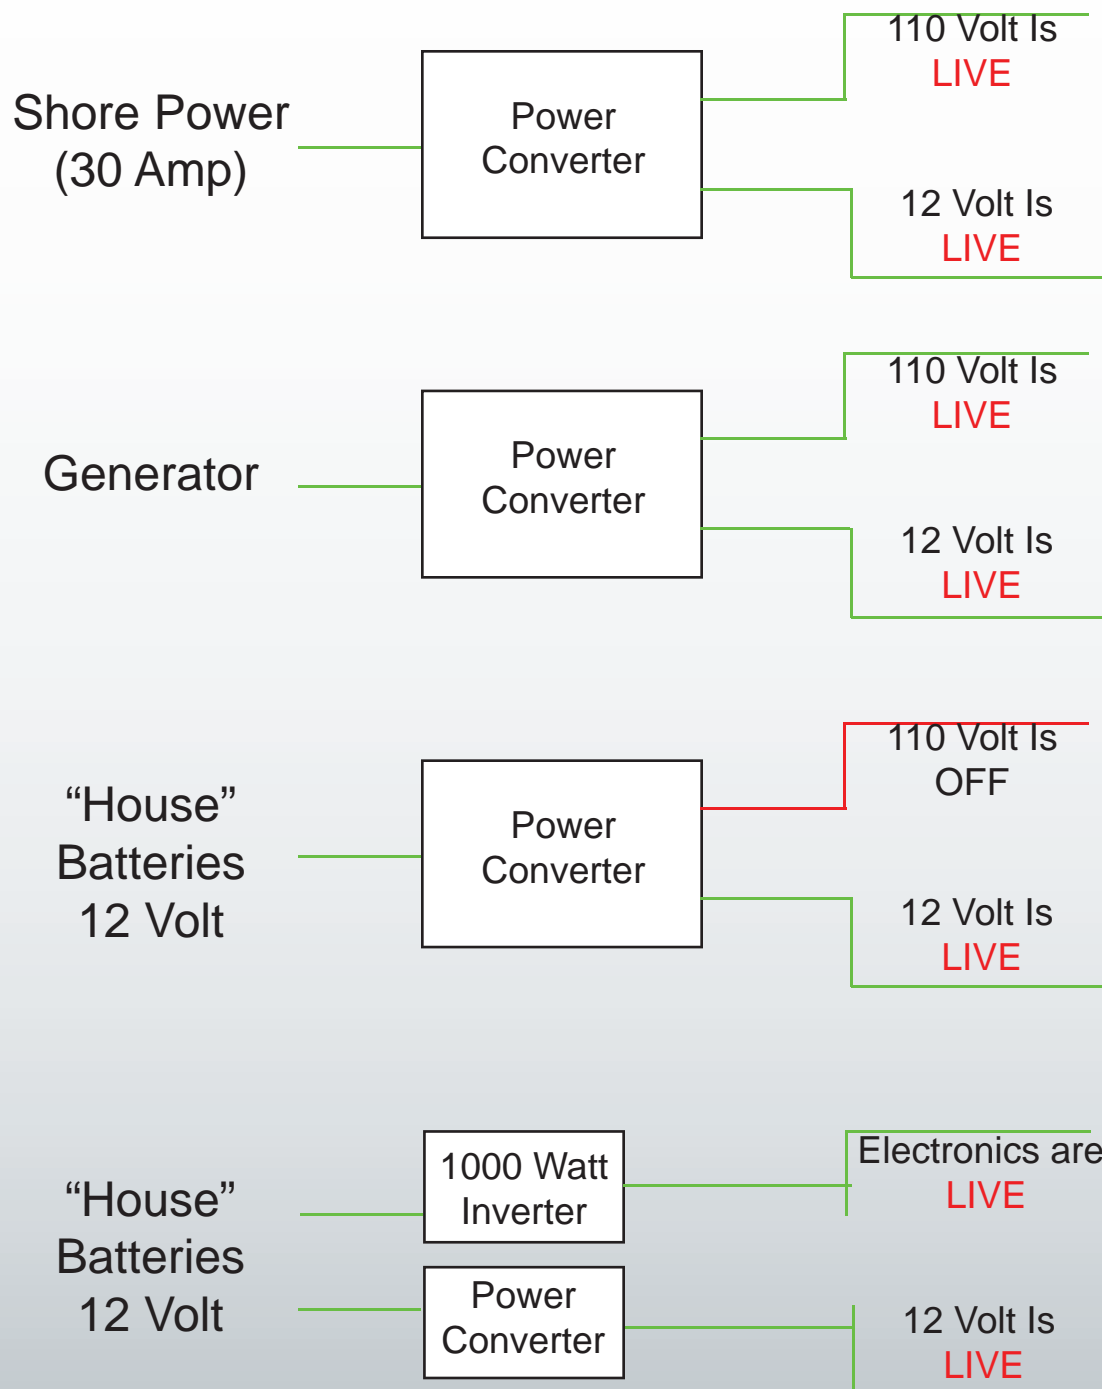 Shore Power
(30 Amp)
Power
Converter
110 Volt Is
LIVE
12 Volt Is
LIVE
Generator
Power
Converter
110 Volt Is
LIVE
12 Volt Is
LIVE
“House”
Batteries
12 Volt
Power
Converter
110 Volt Is
OFF
12 Volt Is
LIVE
“House”
Batteries
12 Volt
1000 Watt
Inverter
Electronics are
LIVE
Power
Converter
12 Volt Is
LIVE